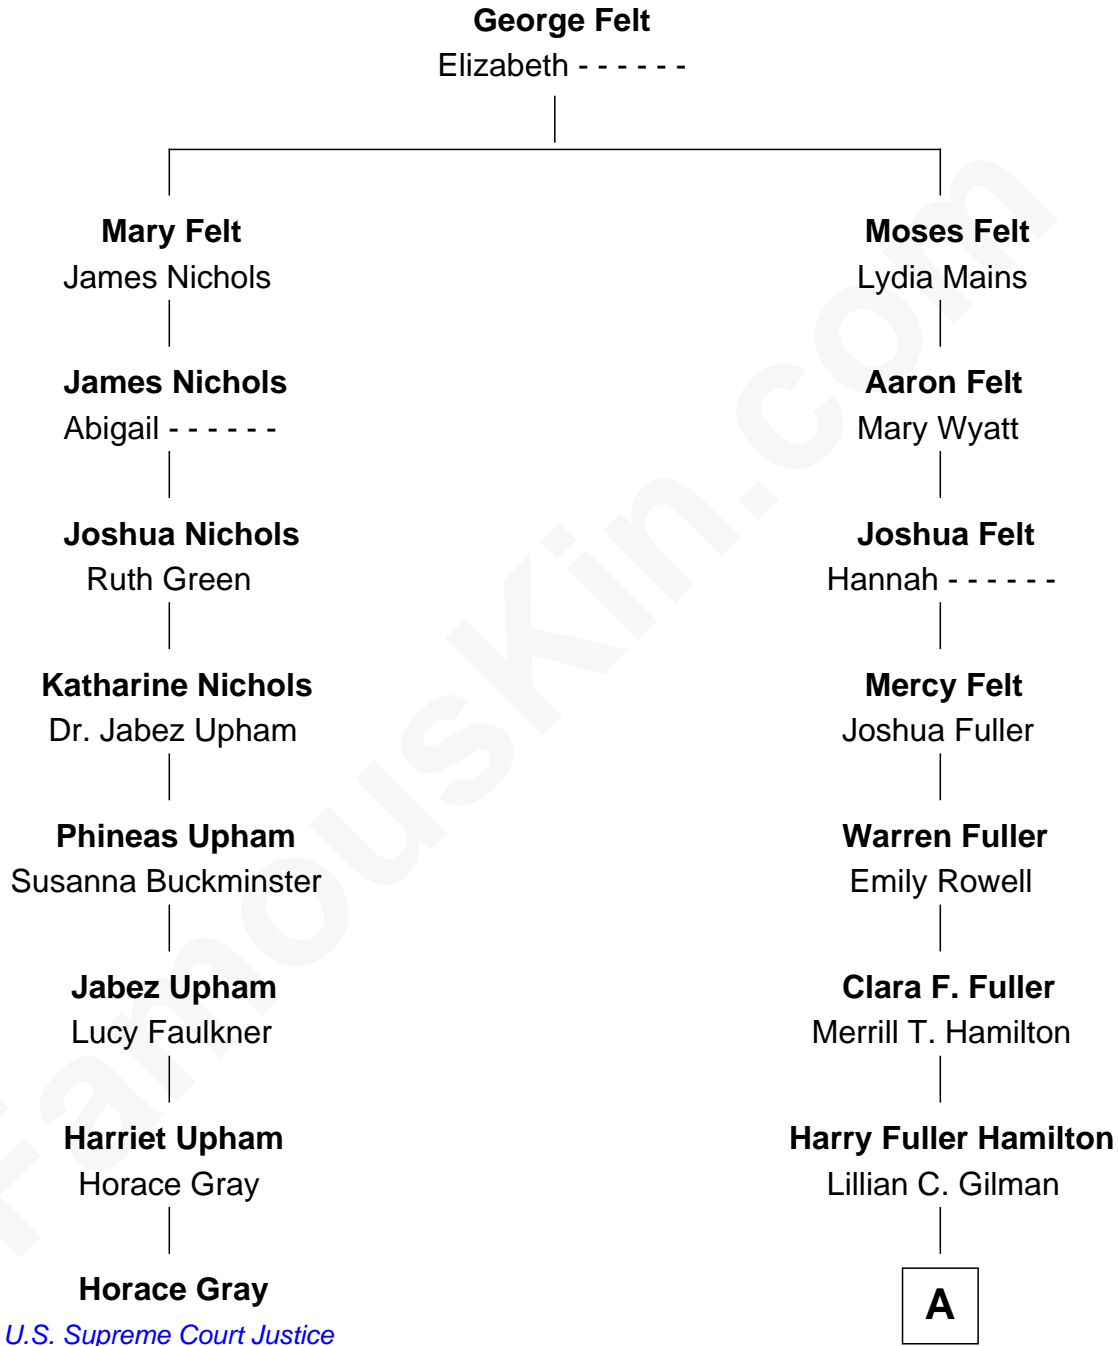 George Felt
Elizabeth - - - - - -
Mary Felt
James Nichols
James Nichols
Abigail - - - - - -
Joshua Nichols
Ruth Green
Katharine Nichols
Dr. Jabez Upham
Phineas Upham
Susanna Buckminster
Jabez Upham
Lucy Faulkner
Harriet Upham
Horace Gray
Horace Gray
U.S. Supreme Court Justice
Moses Felt
Lydia Mains
Aaron Felt
Mary Wyatt
Joshua Felt
Hannah - - - - - -
Mercy Felt
Joshua Fuller
Warren Fuller
Emily Rowell
Clara F. Fuller
Merrill T. Hamilton
Harry Fuller Hamilton
Lillian C. Gilman
A
FamousKin.com